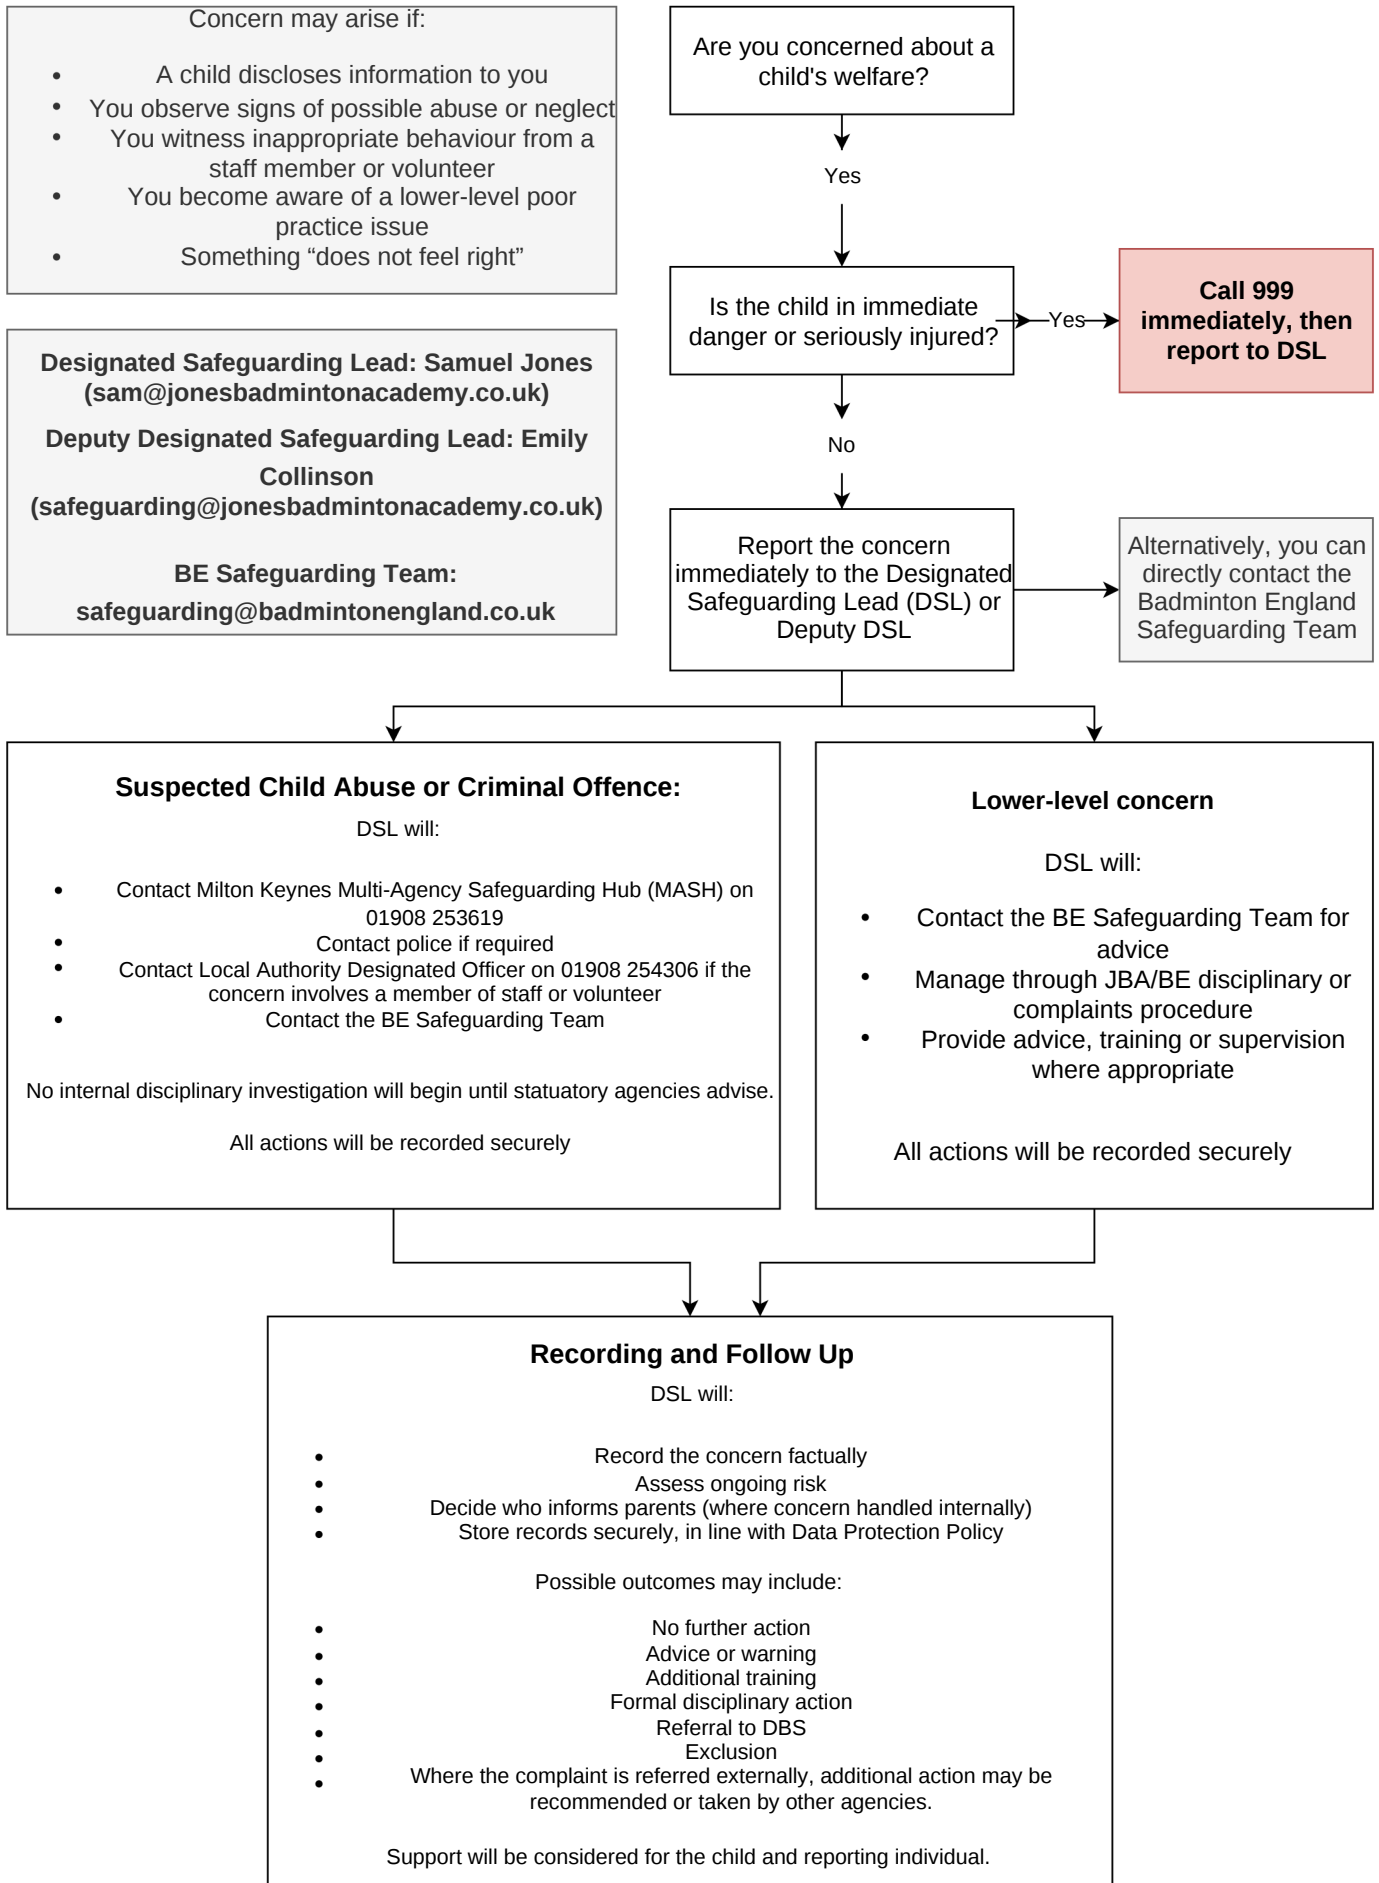 Concern may arise if:
• A child discloses information to you
• You observe signs of possible abuse or neglect
• You witness inappropriate behaviour from a
staff member or volunteer
• You become aware of a lower-level poor
practice issue
• Something “does not feel right”
Designated Safeguarding Lead: Samuel Jones
(sam@jonesbadmintonacademy.co.uk)
Deputy Designated Safeguarding Lead: Emily
Collinson
(safeguarding@jonesbadmintonacademy.co.uk)
BE Safeguarding Team:
safeguarding@badmintonengland.co.uk
Are you concerned about a
child's welfare?
Yes
Is the child in immediate
danger or seriously injured?
Yes
Call 999
immediately, then
report to DSL
No
Report the concern
immediately to the Designated
Safeguarding Lead (DSL) or
Deputy DSL
Alternatively, you can
directly contact the
Badminton England
Safeguarding Team
Suspected Child Abuse or Criminal Offence:
DSL will:
• Contact Milton Keynes Multi-Agency Safeguarding Hub (MASH) on
01908 253619
• Contact police if required
• Contact Local Authority Designated Officer on 01908 254306 if the
concern involves a member of staff or volunteer
• Contact the BE Safeguarding Team
No internal disciplinary investigation will begin until statuatory agencies advise.
All actions will be recorded securely
Lower-level concern
DSL will:
• Contact the BE Safeguarding Team for
advice
• Manage through JBA/BE disciplinary or
complaints procedure
• Provide advice, training or supervision
where appropriate
All actions will be recorded securely
Recording and Follow Up
DSL will:
• Record the concern factually
• Assess ongoing risk
• Decide who informs parents (where concern handled internally)
• Store records securely, in line with Data Protection Policy
Possible outcomes may include:
• No further action
• Advice or warning
• Additional training
• Formal disciplinary action
• Referral to DBS
• Exclusion
• Where the complaint is referred externally, additional action may be
recommended or taken by other agencies.
Support will be considered for the child and reporting individual.